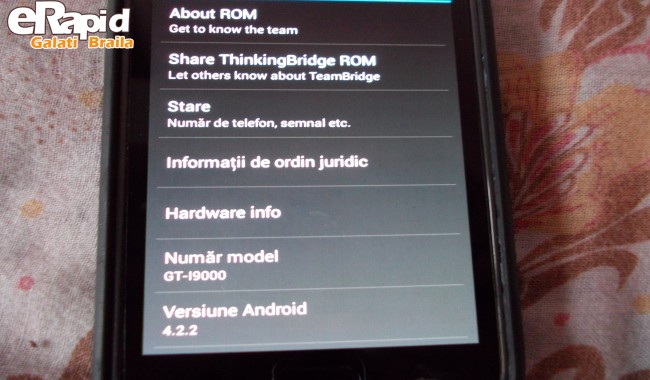 eRapid
Galati Braila
About ROM
Get to know the team
Share ThinkingBridge ROM
Let others know about TeamBridge
Stare
Număr de telefon, semnal etc.
Informații de ordin juridic
Hardware info
Număr model
GT-I9000
Versiune Android
4.2.2